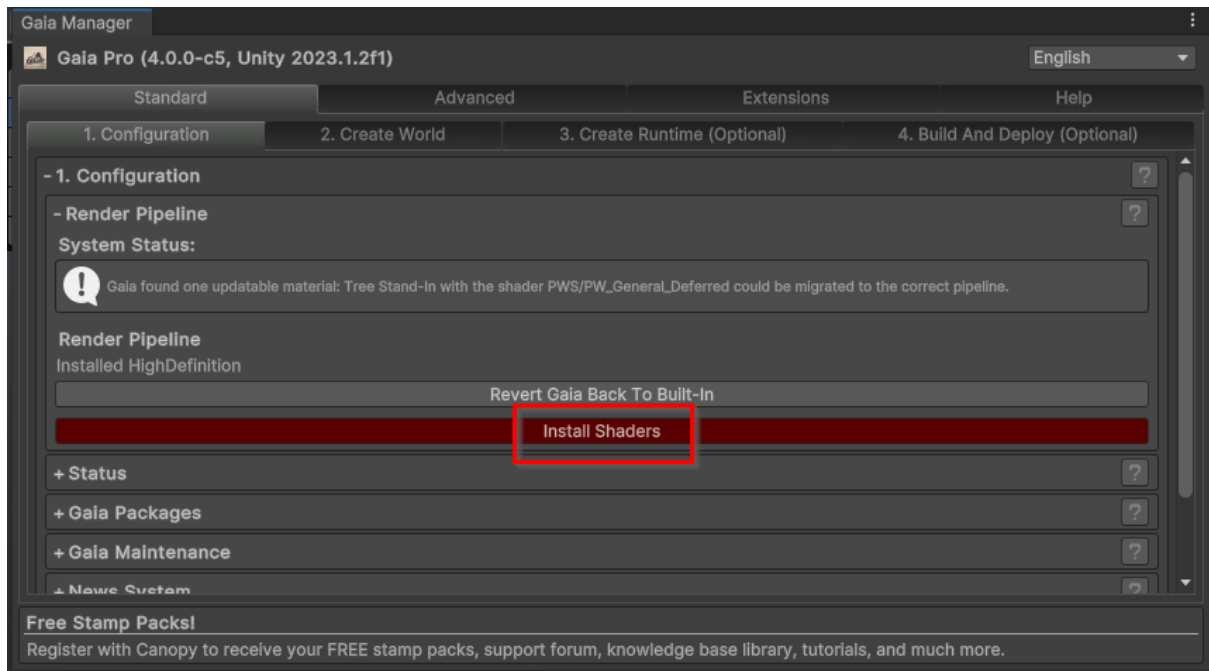 Gaia Manager
Gaia Pro (4.0.0-c5, Unity 2023.1.2f1)
English
Standard
Advanced
Extensions
Help
1. Configuration
2. Create World
3. Create Runtime (Optional)
4. Build And Deploy (Optional)
- 1. Configuration
?
- Render Pipeline
?
System Status:
Gaia found one updatable material: Tree Stand-In with the shader PWS/PW_General_Deferred could be migrated to the correct pipeline.
Render Pipeline
Installed HighDefinition
Revert Gaia Back To Built-In
Install Shaders
+ Status
?
+ Gaia Packages
?
+ Gaia Maintenance
?
+ News System
?
Free Stamp Packs!
Register with Canopy to receive your FREE stamp packs, support forum, knowledge base library, tutorials, and much more.